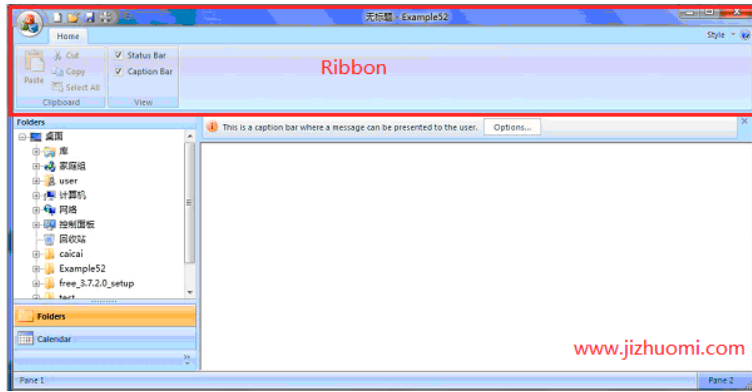 无标题 - Example52
Home
Style
Paste
Cut
Copy
Select All
Clipboard
Status Bar
Caption Bar
View
Ribbon
Folders
This is a caption bar where a message can be presented to the user.
Options...
桌面
库
家庭组
user
计算机
网络
控制面板
回收站
caicai
Example52
free_3.7.2.0_setup
test
Folders
Calendar
www.jizhuomi.com
Pane 1
Pane 2